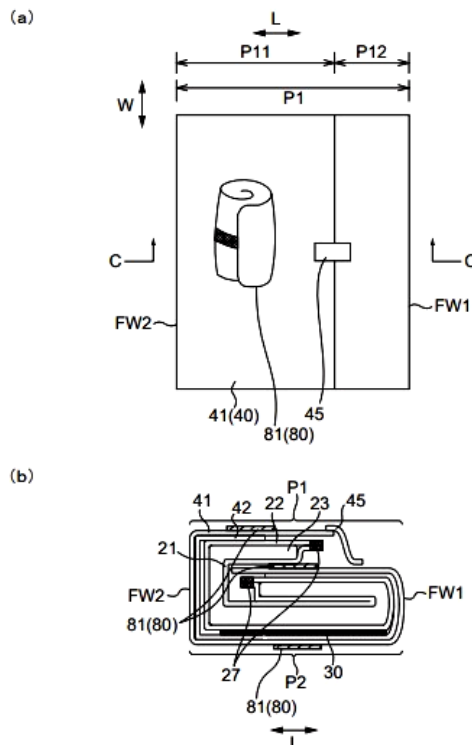 (a)
L
P11 P12
P1
W
C C
FW2 FW1
41(40) 45
81(80)
(b)
P1
41 42 22 23 45
21
FW2 FW1
81(80)
27 30
P2
81(80)
L